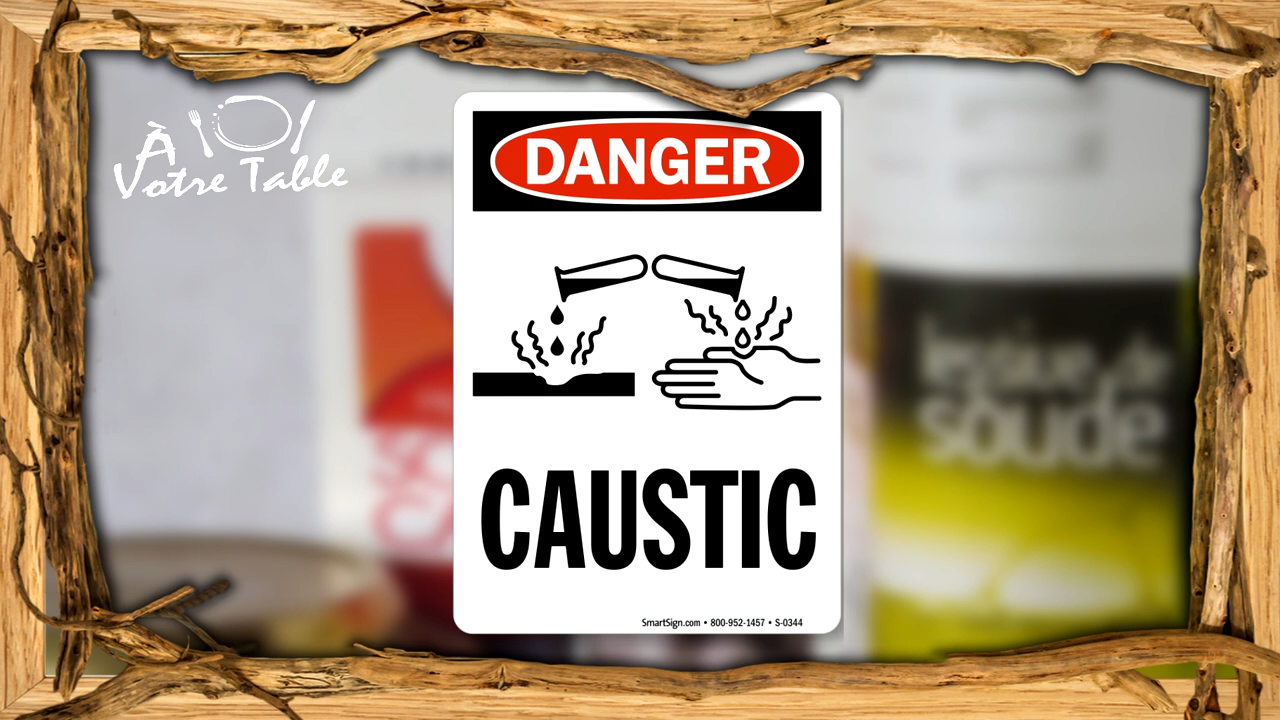 À
Votre Table
DANGER
CAUSTIC
SmartSign.com • 800-952-1457 • S-0344
lessive de
soude